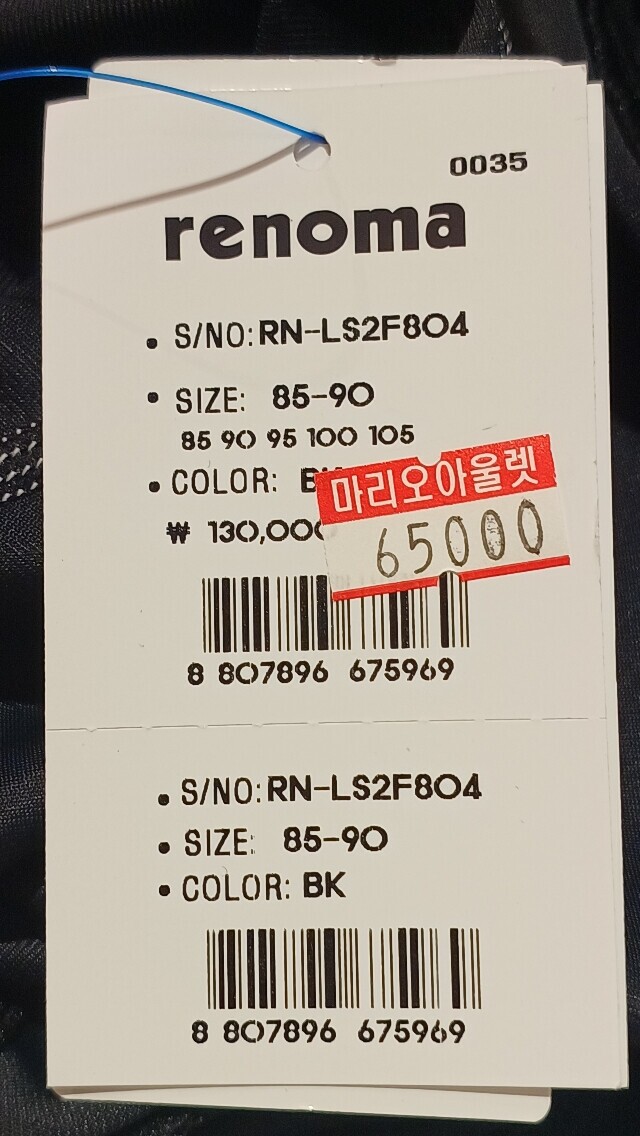 0035
renoma
• S/NO: RN-LS2F804
• SIZE: 85-90
85 90 95 100 105
• COLOR:
마리오아울렛
₩ 130,000
65000
8 807896 675969
• S/NO: RN-LS2F804
• SIZE: 85-90
• COLOR: BK
8 807896 675969